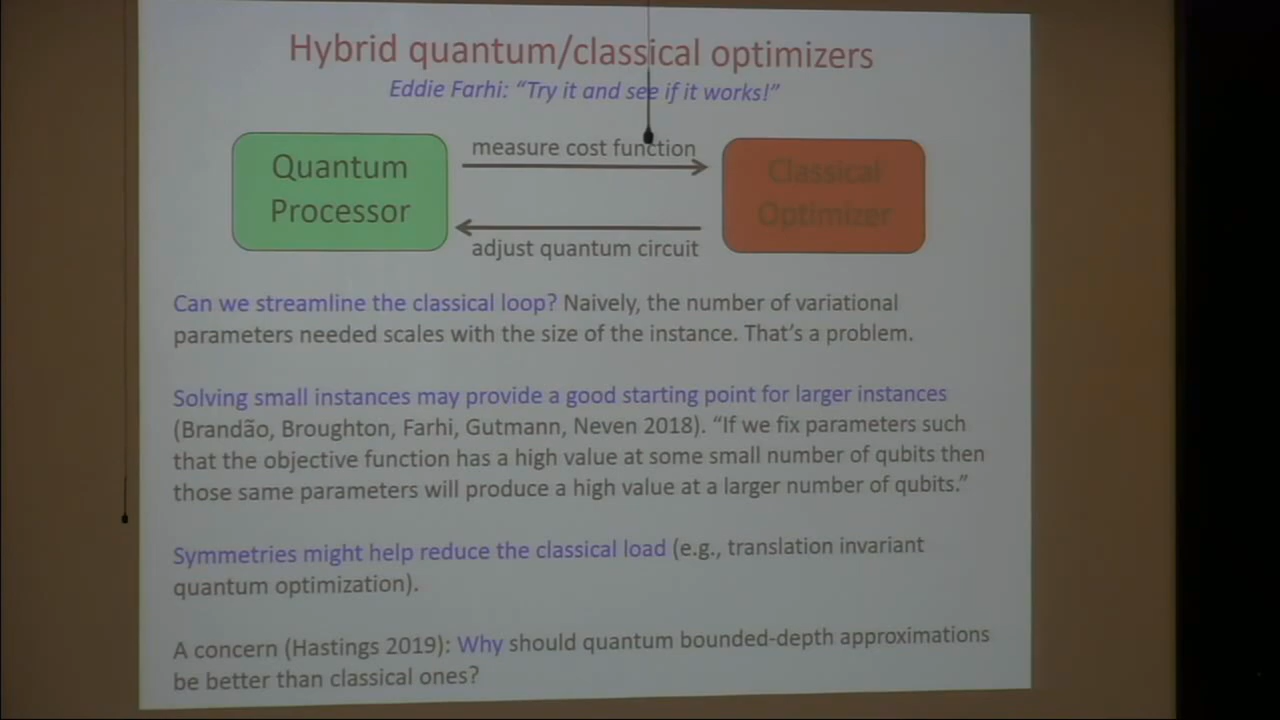 Hybrid quantum/classical optimizers
Eddie Farhi: “Try it and see if it works!”
Quantum
Processor
measure cost function
adjust quantum circuit
Classical
Optimizer
Can we streamline the classical loop? Naively, the number of variational
parameters needed scales with the size of the instance. That’s a problem.
Solving small instances may provide a good starting point for larger instances
(Brandão, Broughton, Farhi, Gutmann, Neven 2018). “If we fix parameters such
that the objective function has a high value at some small number of qubits then
those same parameters will produce a high value at a larger number of qubits.”
Symmetries might help reduce the classical load (e.g., translation invariant
quantum optimization).
A concern (Hastings 2019): Why should quantum bounded-depth approximations
be better than classical ones?